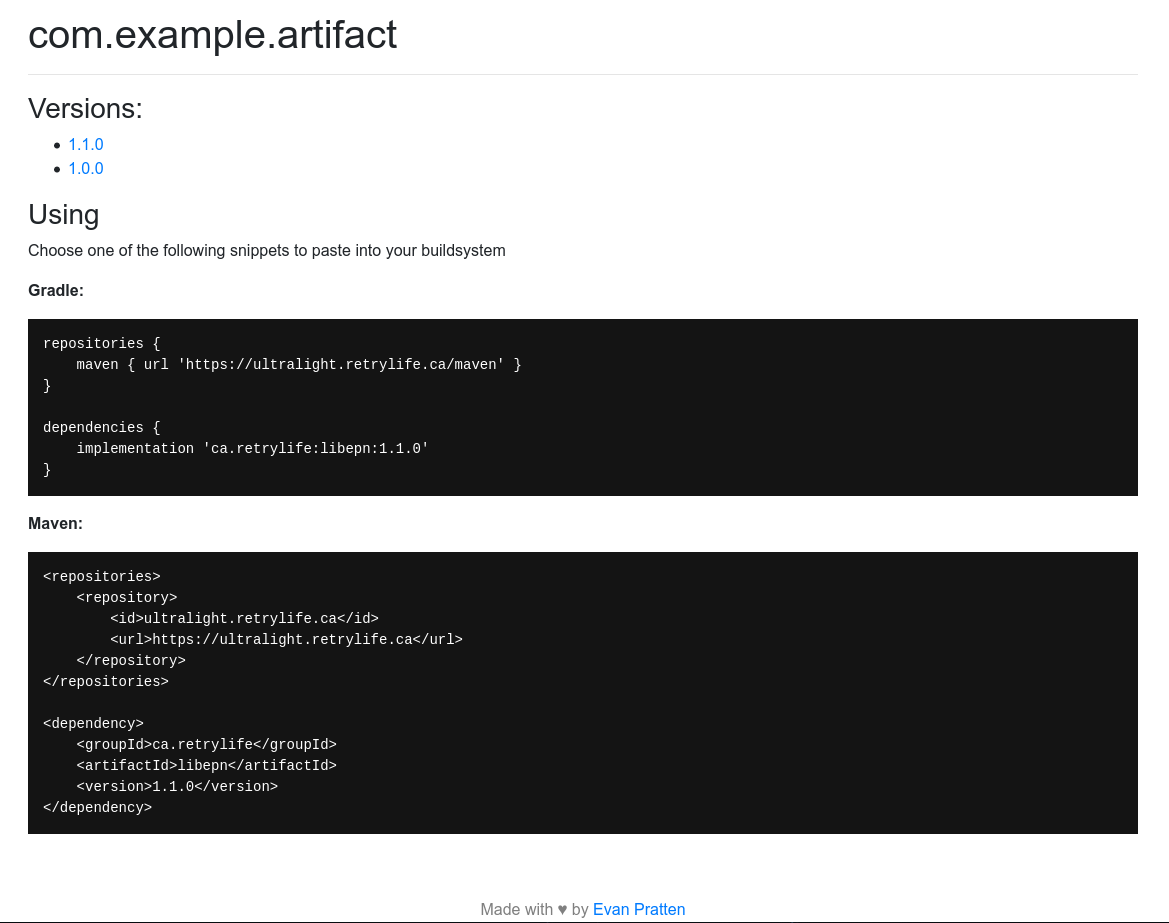 com.example.artifact
Versions:
1.1.0
1.0.0
Using
Choose one of the following snippets to paste into your buildsystem
Gradle:
repositories {
    maven { url 'https://ultralight.retrylife.ca/maven' }
}
dependencies {
    implementation 'ca.retrylife:libepn:1.1.0'
}
Maven:
<repositories>
    <repository>
        <id>ultralight.retrylife.ca</id>
        <url>https://ultralight.retrylife.ca</url>
    </repository>
</repositories>
<dependency>
    <groupId>ca.retrylife</groupId>
    <artifactId>libepn</artifactId>
    <version>1.1.0</version>
</dependency>
Made with ♥ by Evan Pratten